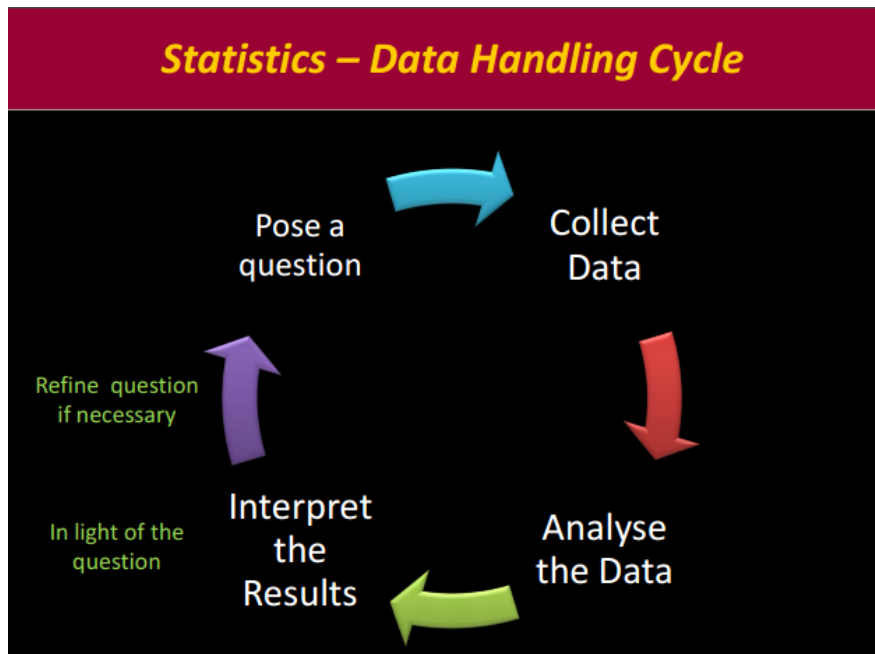 Statistics – Data Handling Cycle
Pose a
question
Collect
Data
Refine question
if necessary
Interpret
the
Results
In light of the
question
Analyse
the Data